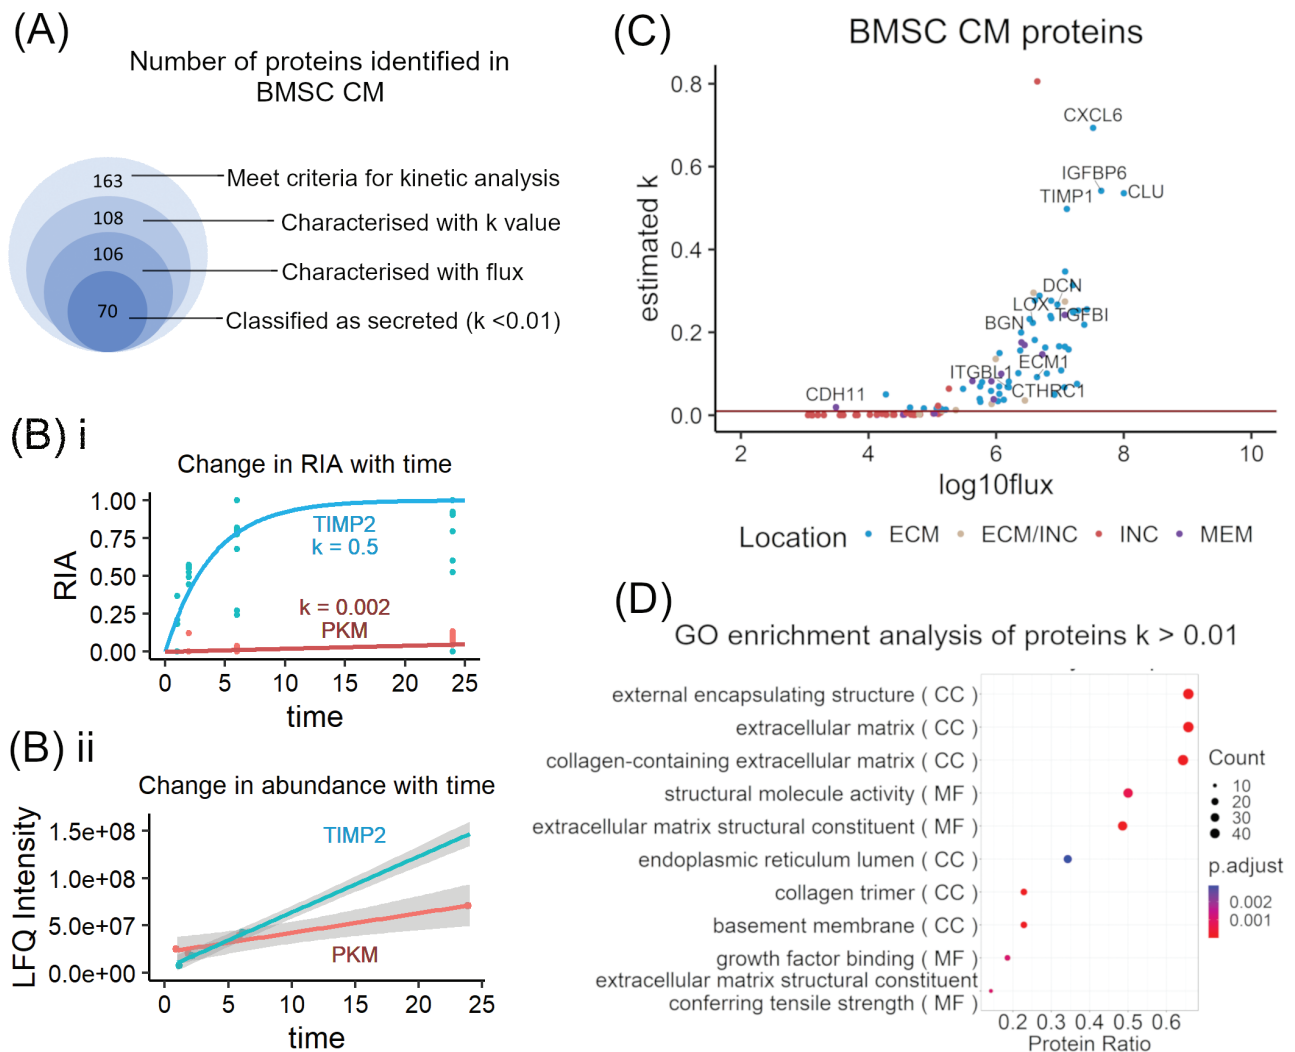 (A)
Number of proteins identified in
BMSC CM
163
Meet criteria for kinetic analysis
108
Characterised with k value
106
Characterised with flux
70
Classified as secreted (k <0.01)
(B) i
Change in RIA with time
1.00
0.75
0.50
0.25
0.00
RIA
TIMP2
k = 0.5
k = 0.002
PKM
0 5 10 15 20 25
time
(B) ii
Change in abundance with time
LFQ Intensity
1.5e+08
1.0e+08
5.0e+07
0.0e+00
TIMP2
PKM
0 5 10 15 20 25
time
(C)
BMSC CM proteins
estimated k
0.8
0.6
0.4
0.2
0.0
CXCL6
IGFBP6
CLU
TIMP1
DCN
LOX
TGFBI
BGN
ECM1
ITGBL1
CTHRC1
CDH11
2 4 6 8 10
log10flux
Location ECM ECM/INC INC MEM
(D)
GO enrichment analysis of proteins k > 0.01
external encapsulating structure ( CC )
extracellular matrix ( CC )
collagen-containing extracellular matrix ( CC )
structural molecule activity ( MF )
extracellular matrix structural constituent ( MF )
endoplasmic reticulum lumen ( CC )
collagen trimer ( CC )
basement membrane ( CC )
growth factor binding ( MF )
extracellular matrix structural constituent
conferring tensile strength ( MF )
0.2 0.3 0.4 0.5 0.6
Protein Ratio
Count
10
20
30
40
p.adjust
0.002
0.001